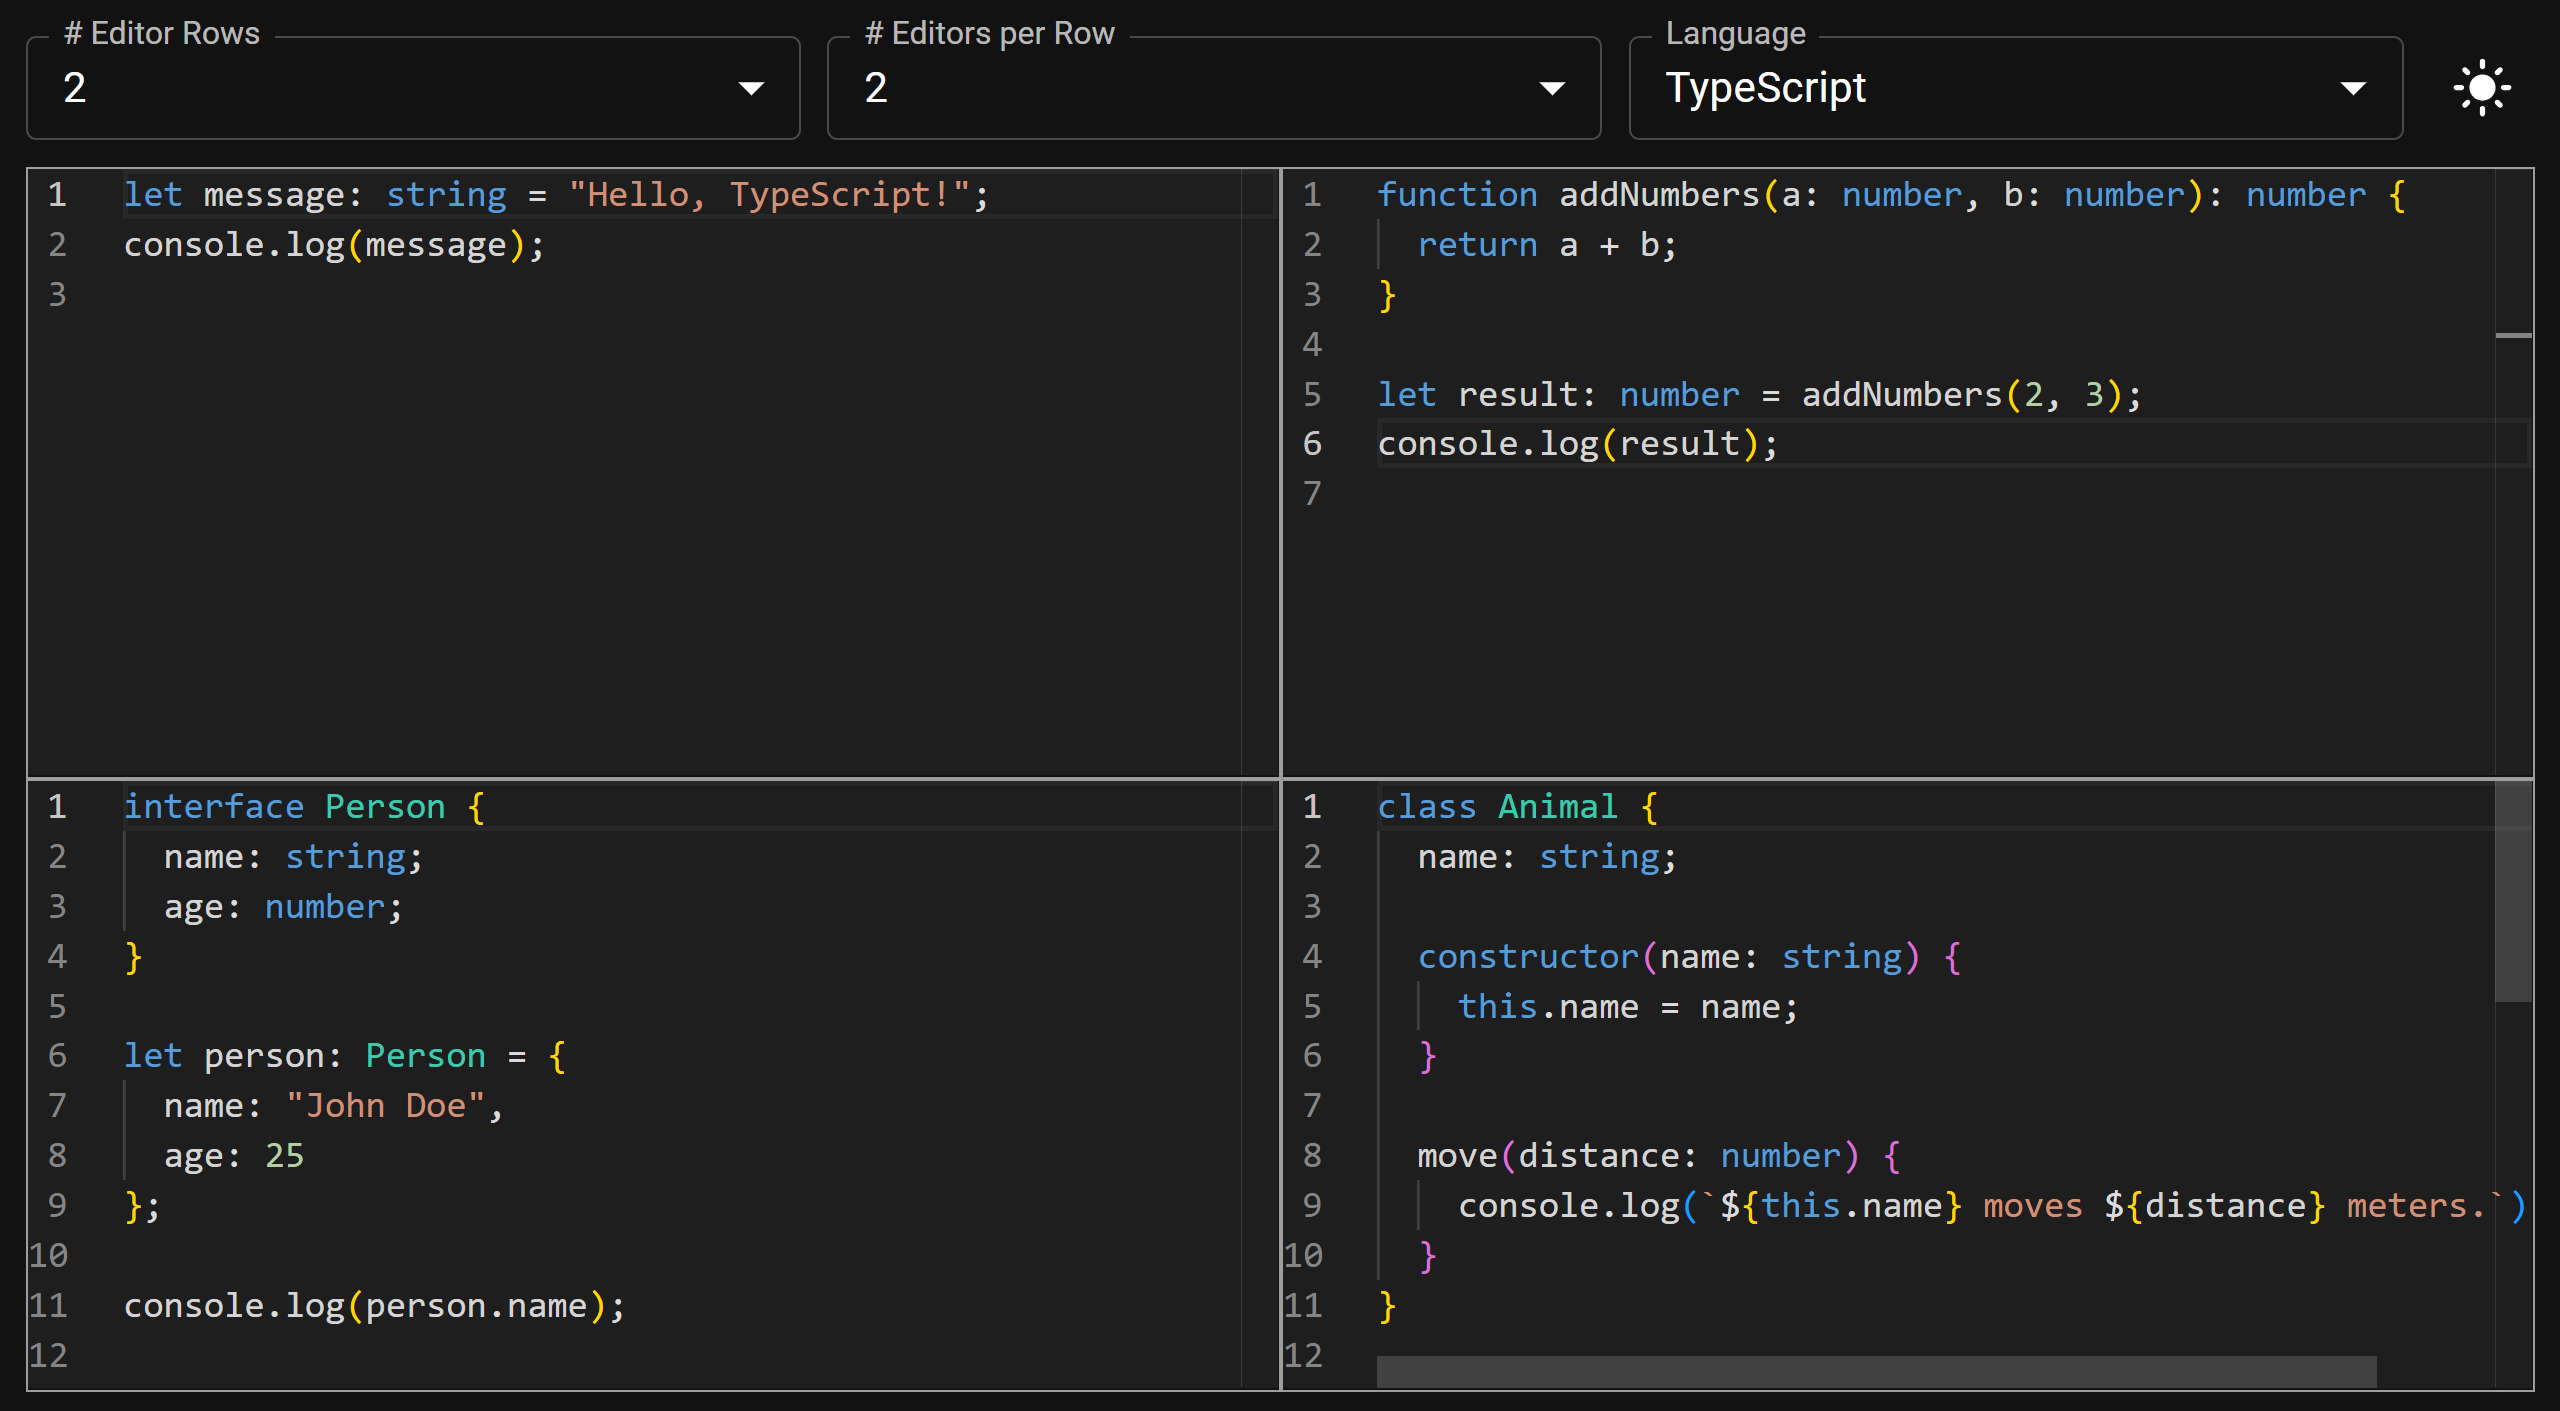 # Editor Rows
2
# Editors per Row
2
Language
TypeScript
1 let message: string = "Hello, TypeScript!";
2 console.log(message);
3
1 function addNumbers(a: number, b: number): number {
2   return a + b;
3 }
4
5 let result: number = addNumbers(2, 3);
6 console.log(result);
7
1 interface Person {
2   name: string;
3   age: number;
4 }
5
6 let person: Person = {
7   name: "John Doe",
8   age: 25
9 };
10
11 console.log(person.name);
12
1 class Animal {
2   name: string;
3
4   constructor(name: string) {
5     this.name = name;
6   }
7
8   move(distance: number) {
9     console.log(`${this.name} moves ${distance} meters.`)
10   }
11 }
12